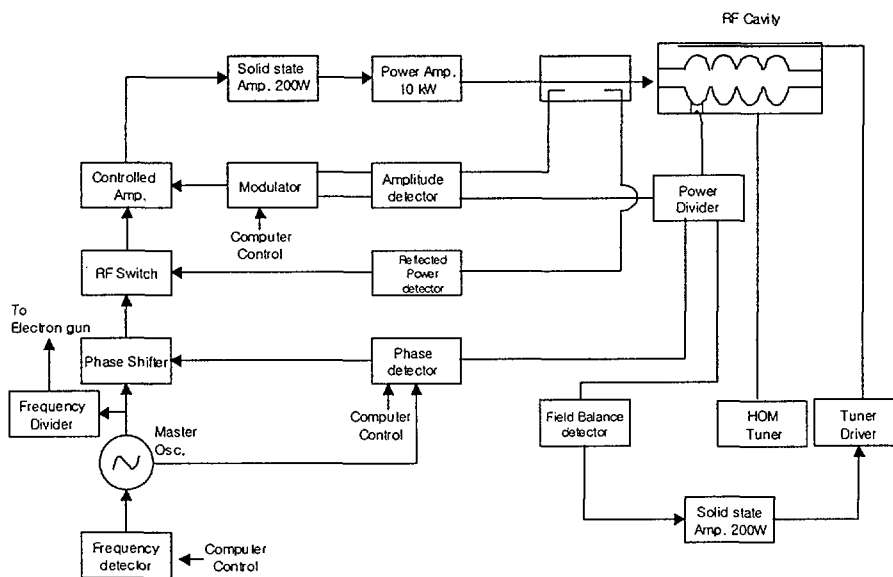 RF Cavity
Solid state
Amp. 200W
Power Amp.
10 kW
Controlled
Amp.
Modulator
Amplitude
detector
Power
Divider
Computer
Control
RF Switch
Reflected
Power
detector
To
Electron gun
Phase Shifter
Phase
detector
Frequency
Divider
Computer
Control
Master
Osc.
Field Balance
detector
HOM
Tuner
Tuner
Driver
Solid state
Amp. 200W
Frequency
detector
Computer
Control